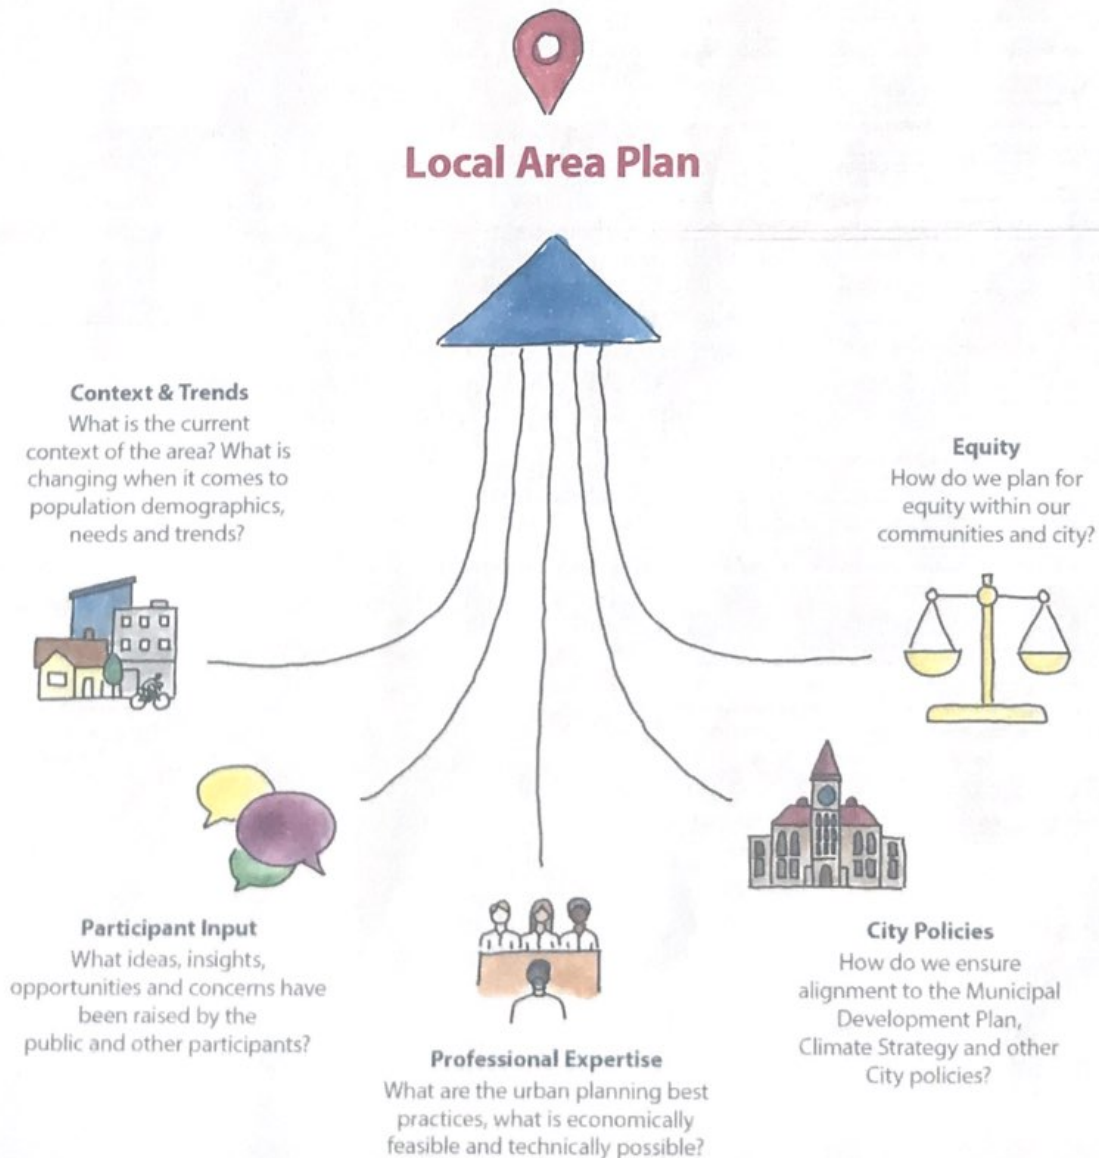 Local Area Plan
Context & Trends
What is the current
context of the area? What is
changing when it comes to
population demographics,
needs and trends?
Equity
How do we plan for
equity within our
communities and city?
Participant Input
What ideas, insights,
opportunities and concerns have
been raised by the
public and other participants?
Professional Expertise
What are the urban planning best
practices, what is economically
feasible and technically possible?
City Policies
How do we ensure
alignment to the Municipal
Development Plan,
Climate Strategy and other
City policies?